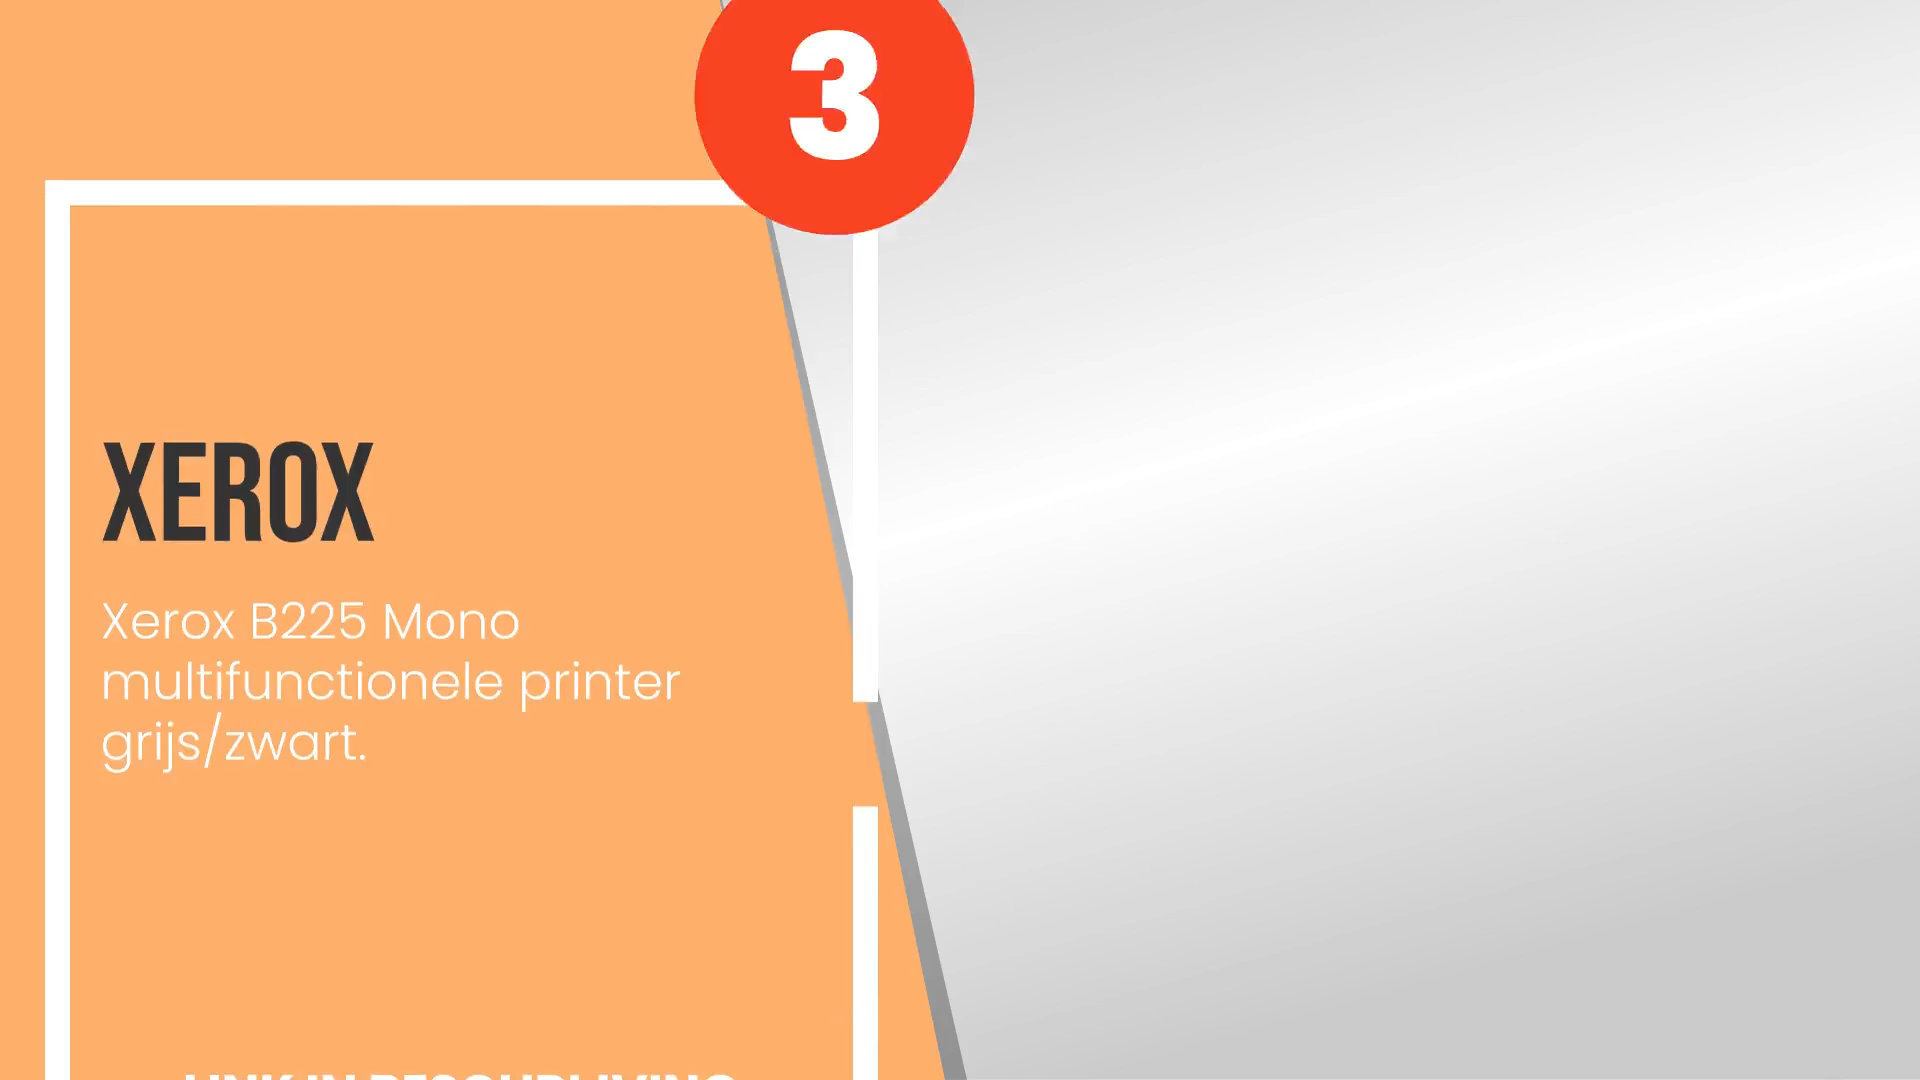 3
XEROX
Xerox B225 Mono
multifunctionele printer
grijs/zwart.